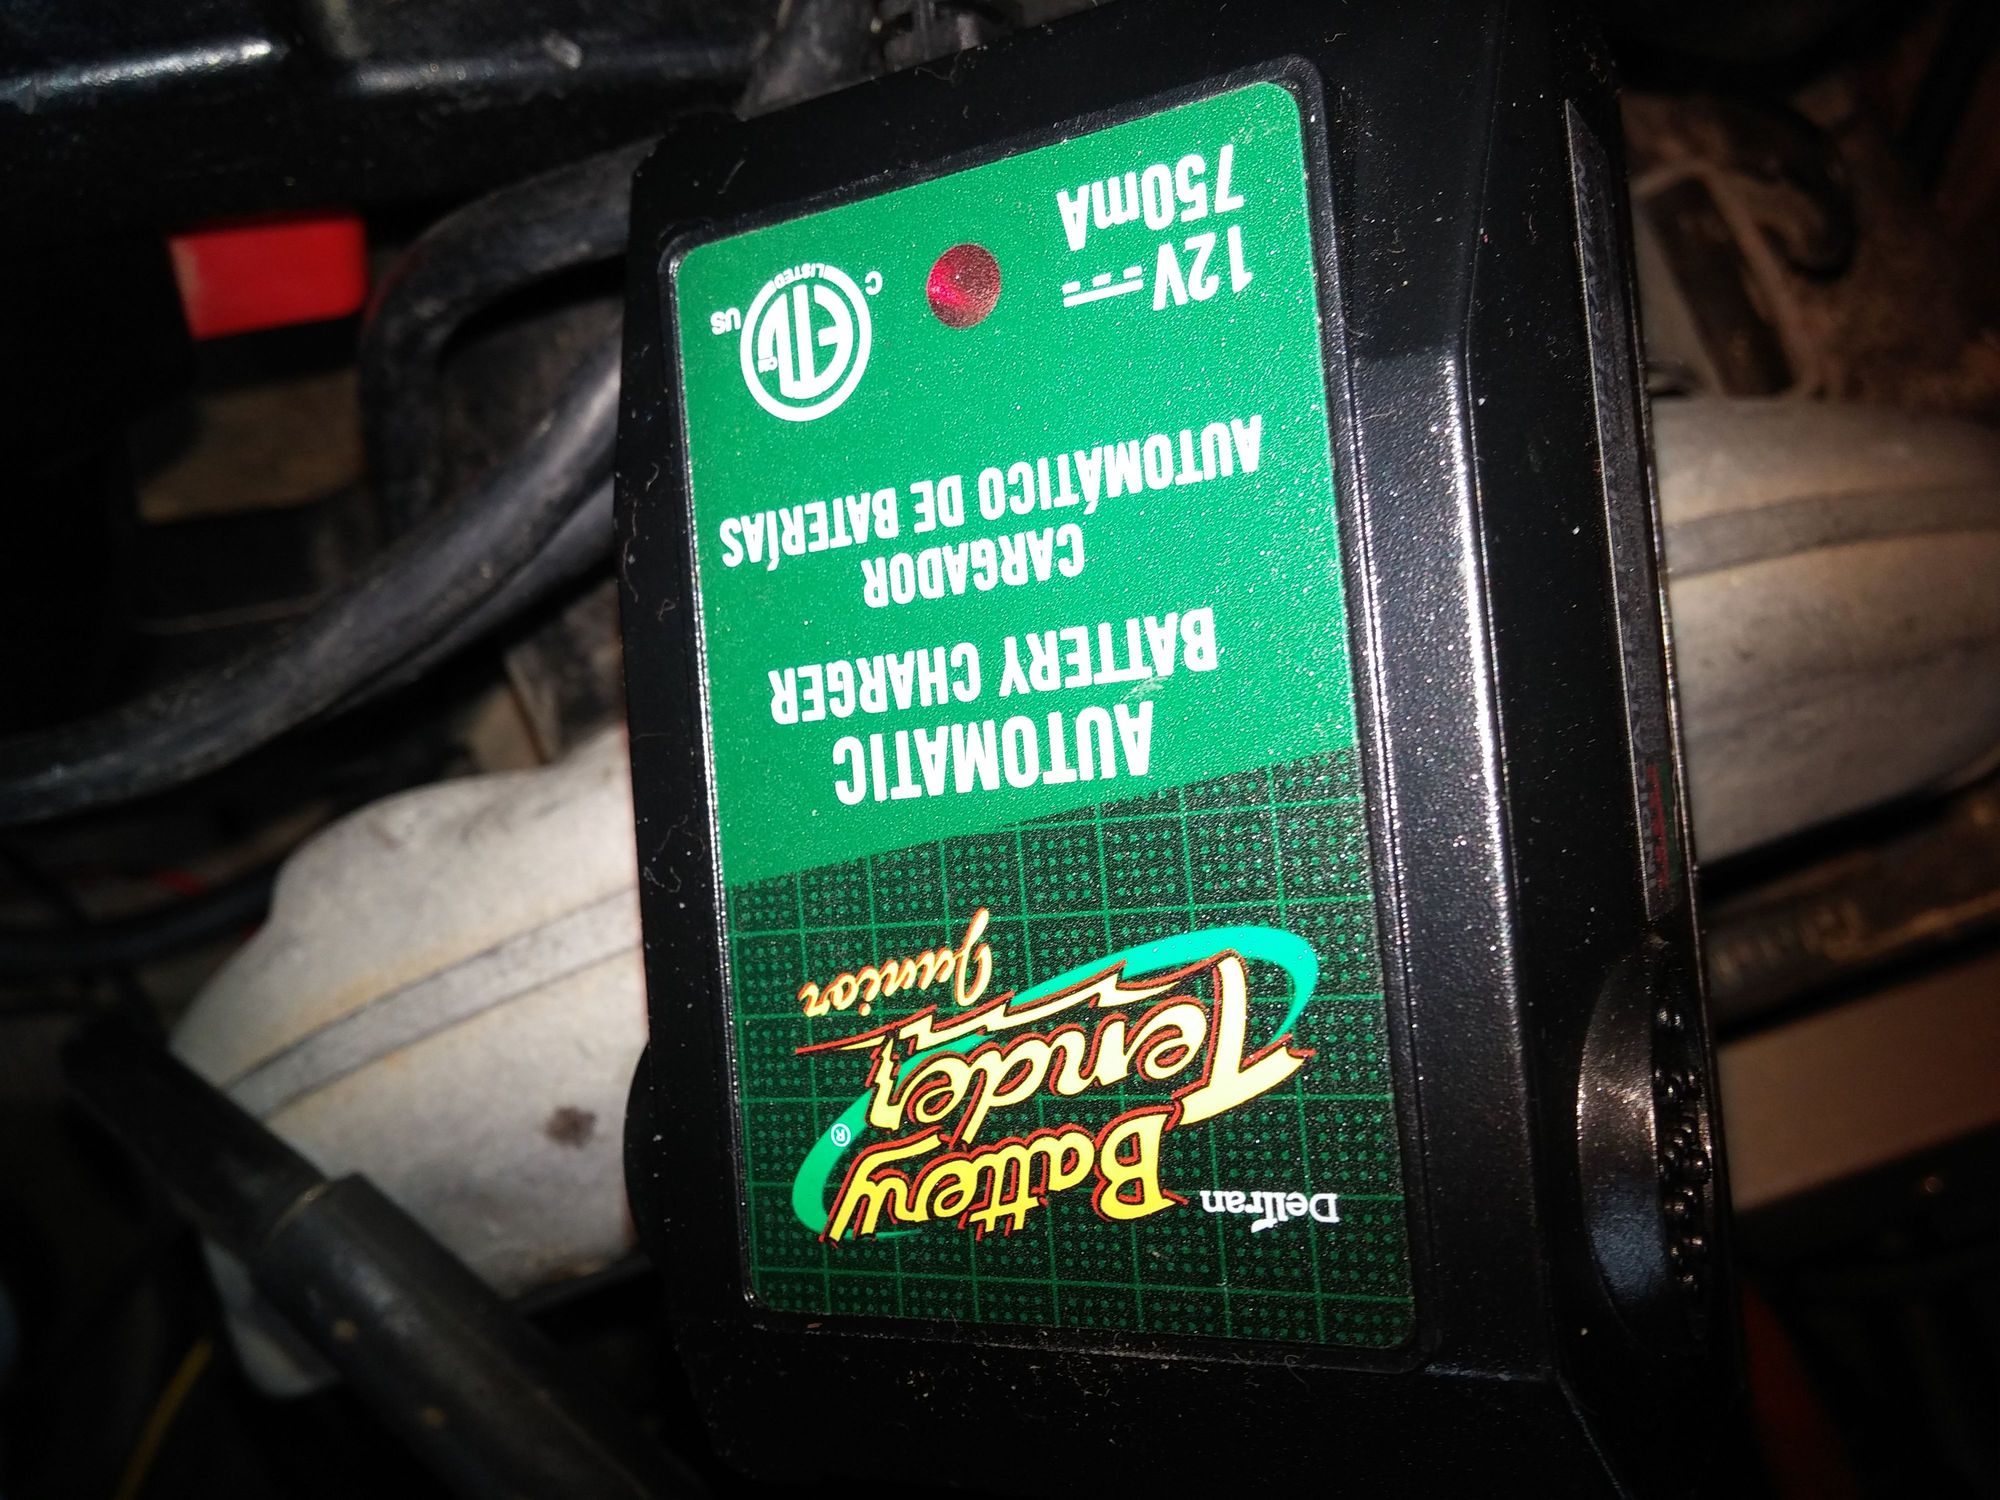 Deltran
Battery
Tender®
Junior
AUTOMATIC
BATTERY CHARGER
CARGADOR
AUTOMÁTICO DE BATERÍAS
12V
750mA
C ETL US
LISTED